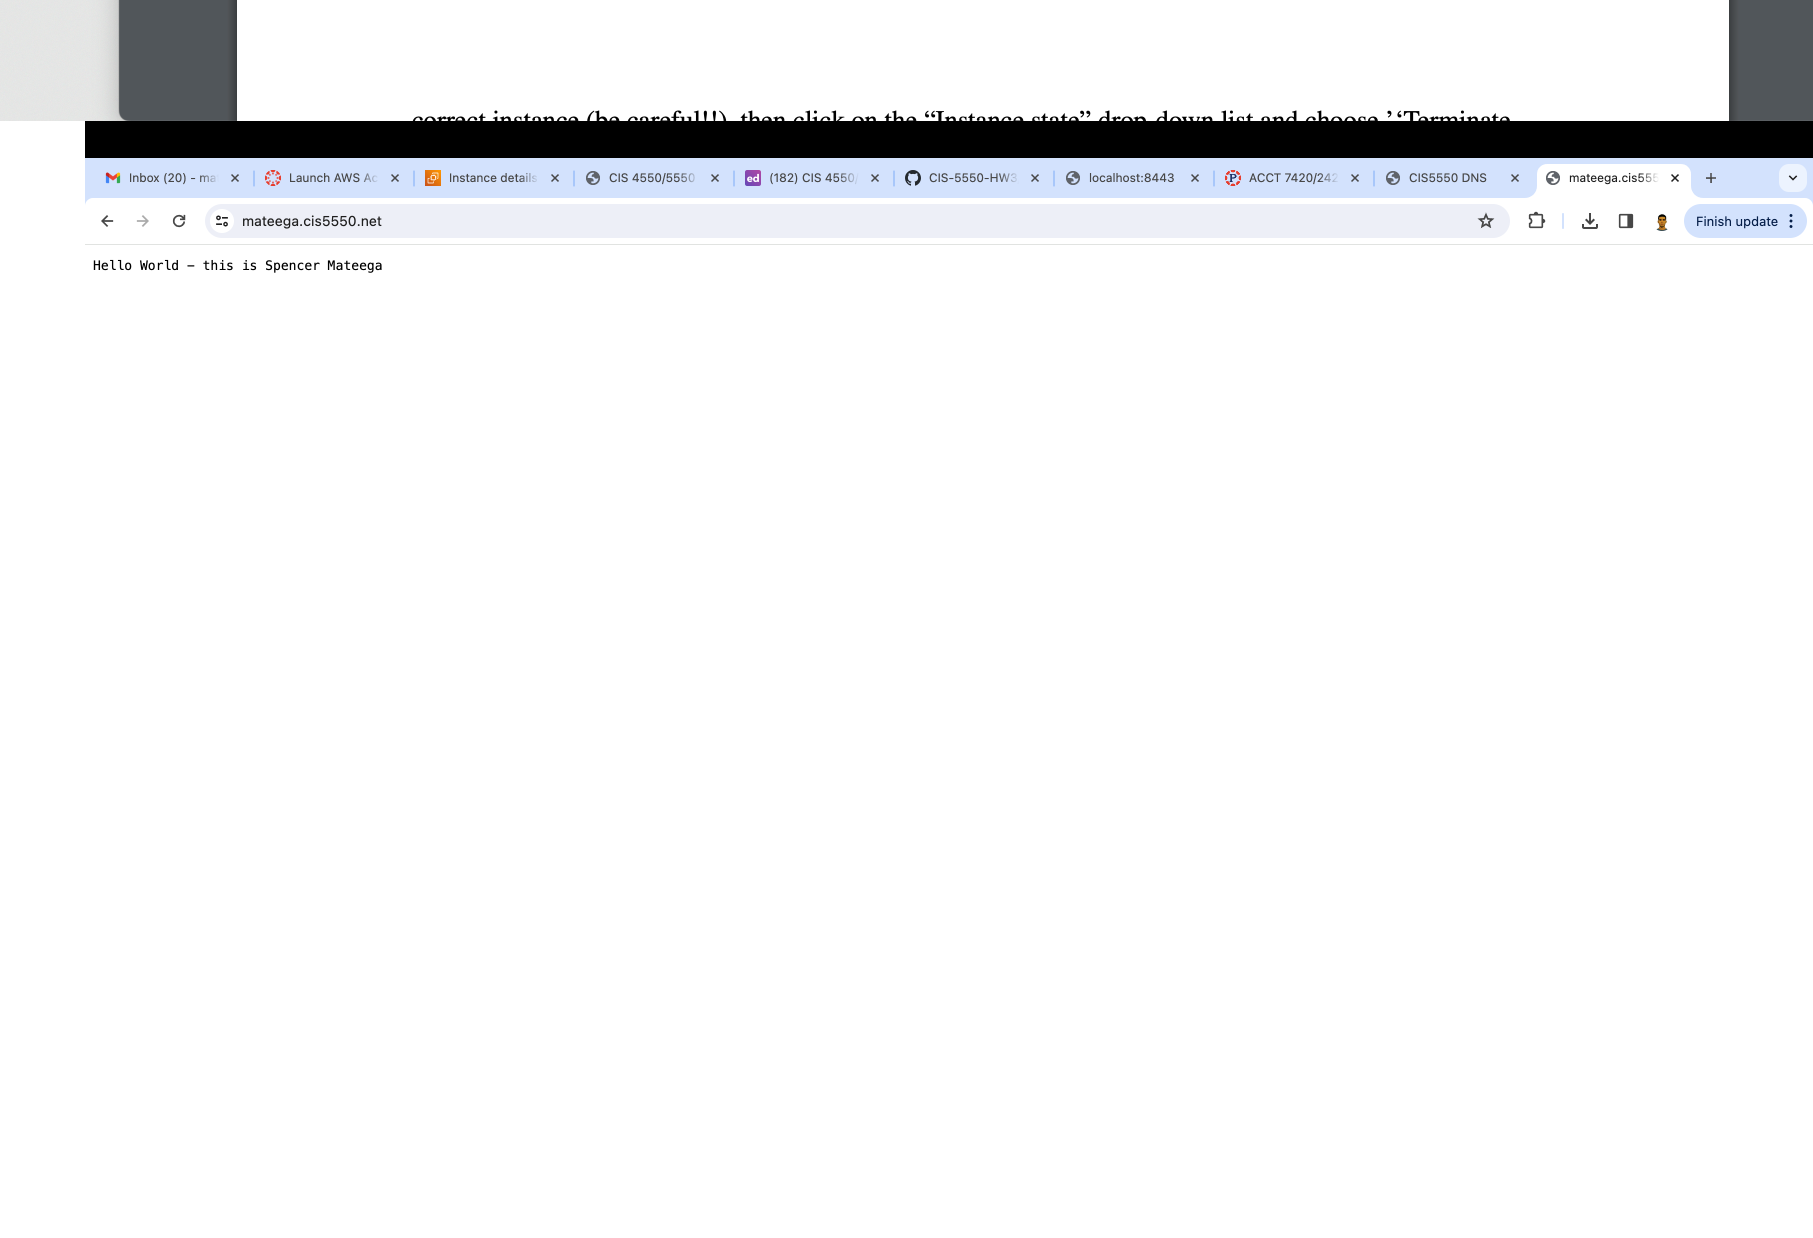 correct instance (be careful!!), then click on the “Instance state” drop-down list and choose ’‘Terminate
Inbox (20) - ma
Launch AWS Ac
Instance details
CIS 4550/5550
ed
(182) CIS 4550/
CIS-5550-HW3
localhost:8443
P
ACCT 7420/242
CIS5550 DNS
mateega.cis555
mateega.cis5550.net
Finish update
Hello World - this is Spencer Mateega